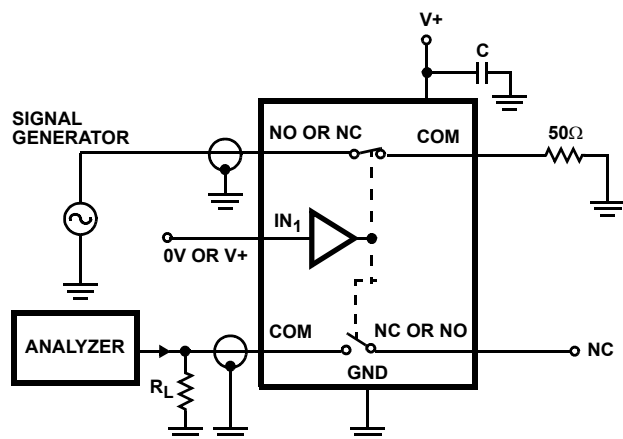 V+
C
SIGNAL
GENERATOR
NO OR NC
COM
50Ω
IN1
0V OR V+
ANALYZER
COM
NC OR NO
NC
RL
GND